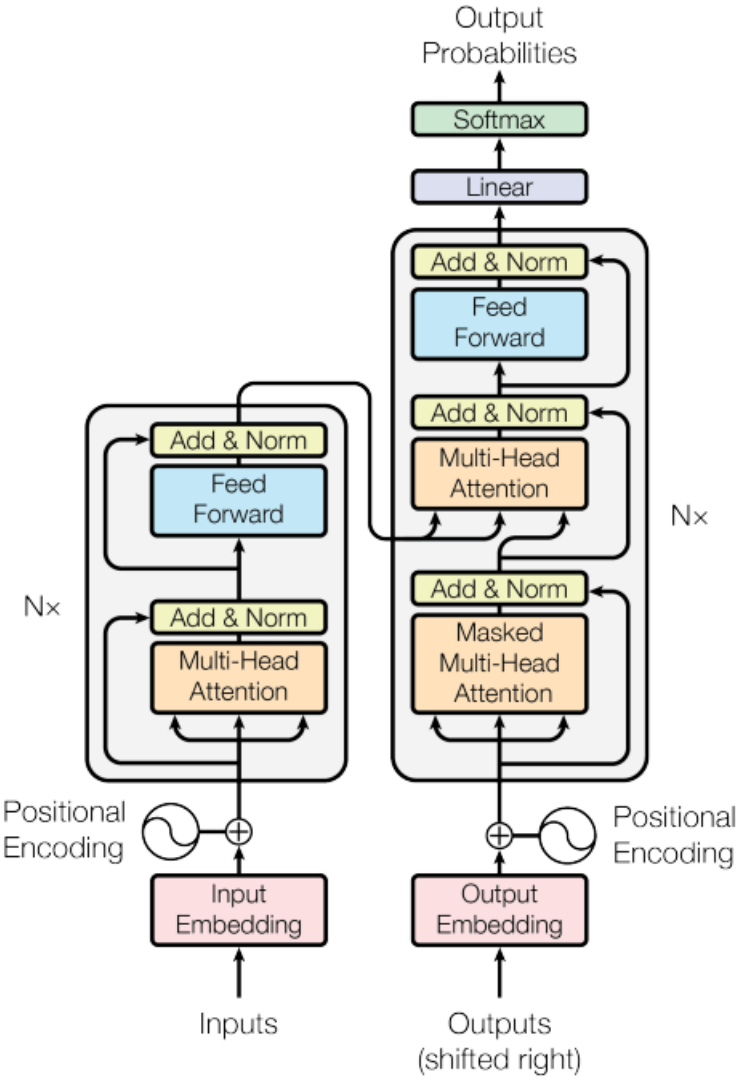 Output
Probabilities
Softmax
Linear
Add & Norm
Feed
Forward
Add & Norm
Multi-Head
Attention
Nx
Add & Norm
Masked
Multi-Head
Attention
Add & Norm
Feed
Forward
Nx
Add & Norm
Multi-Head
Attention
Positional
Encoding
Positional
Encoding
Input
Embedding
Output
Embedding
Inputs
Outputs
(shifted right)